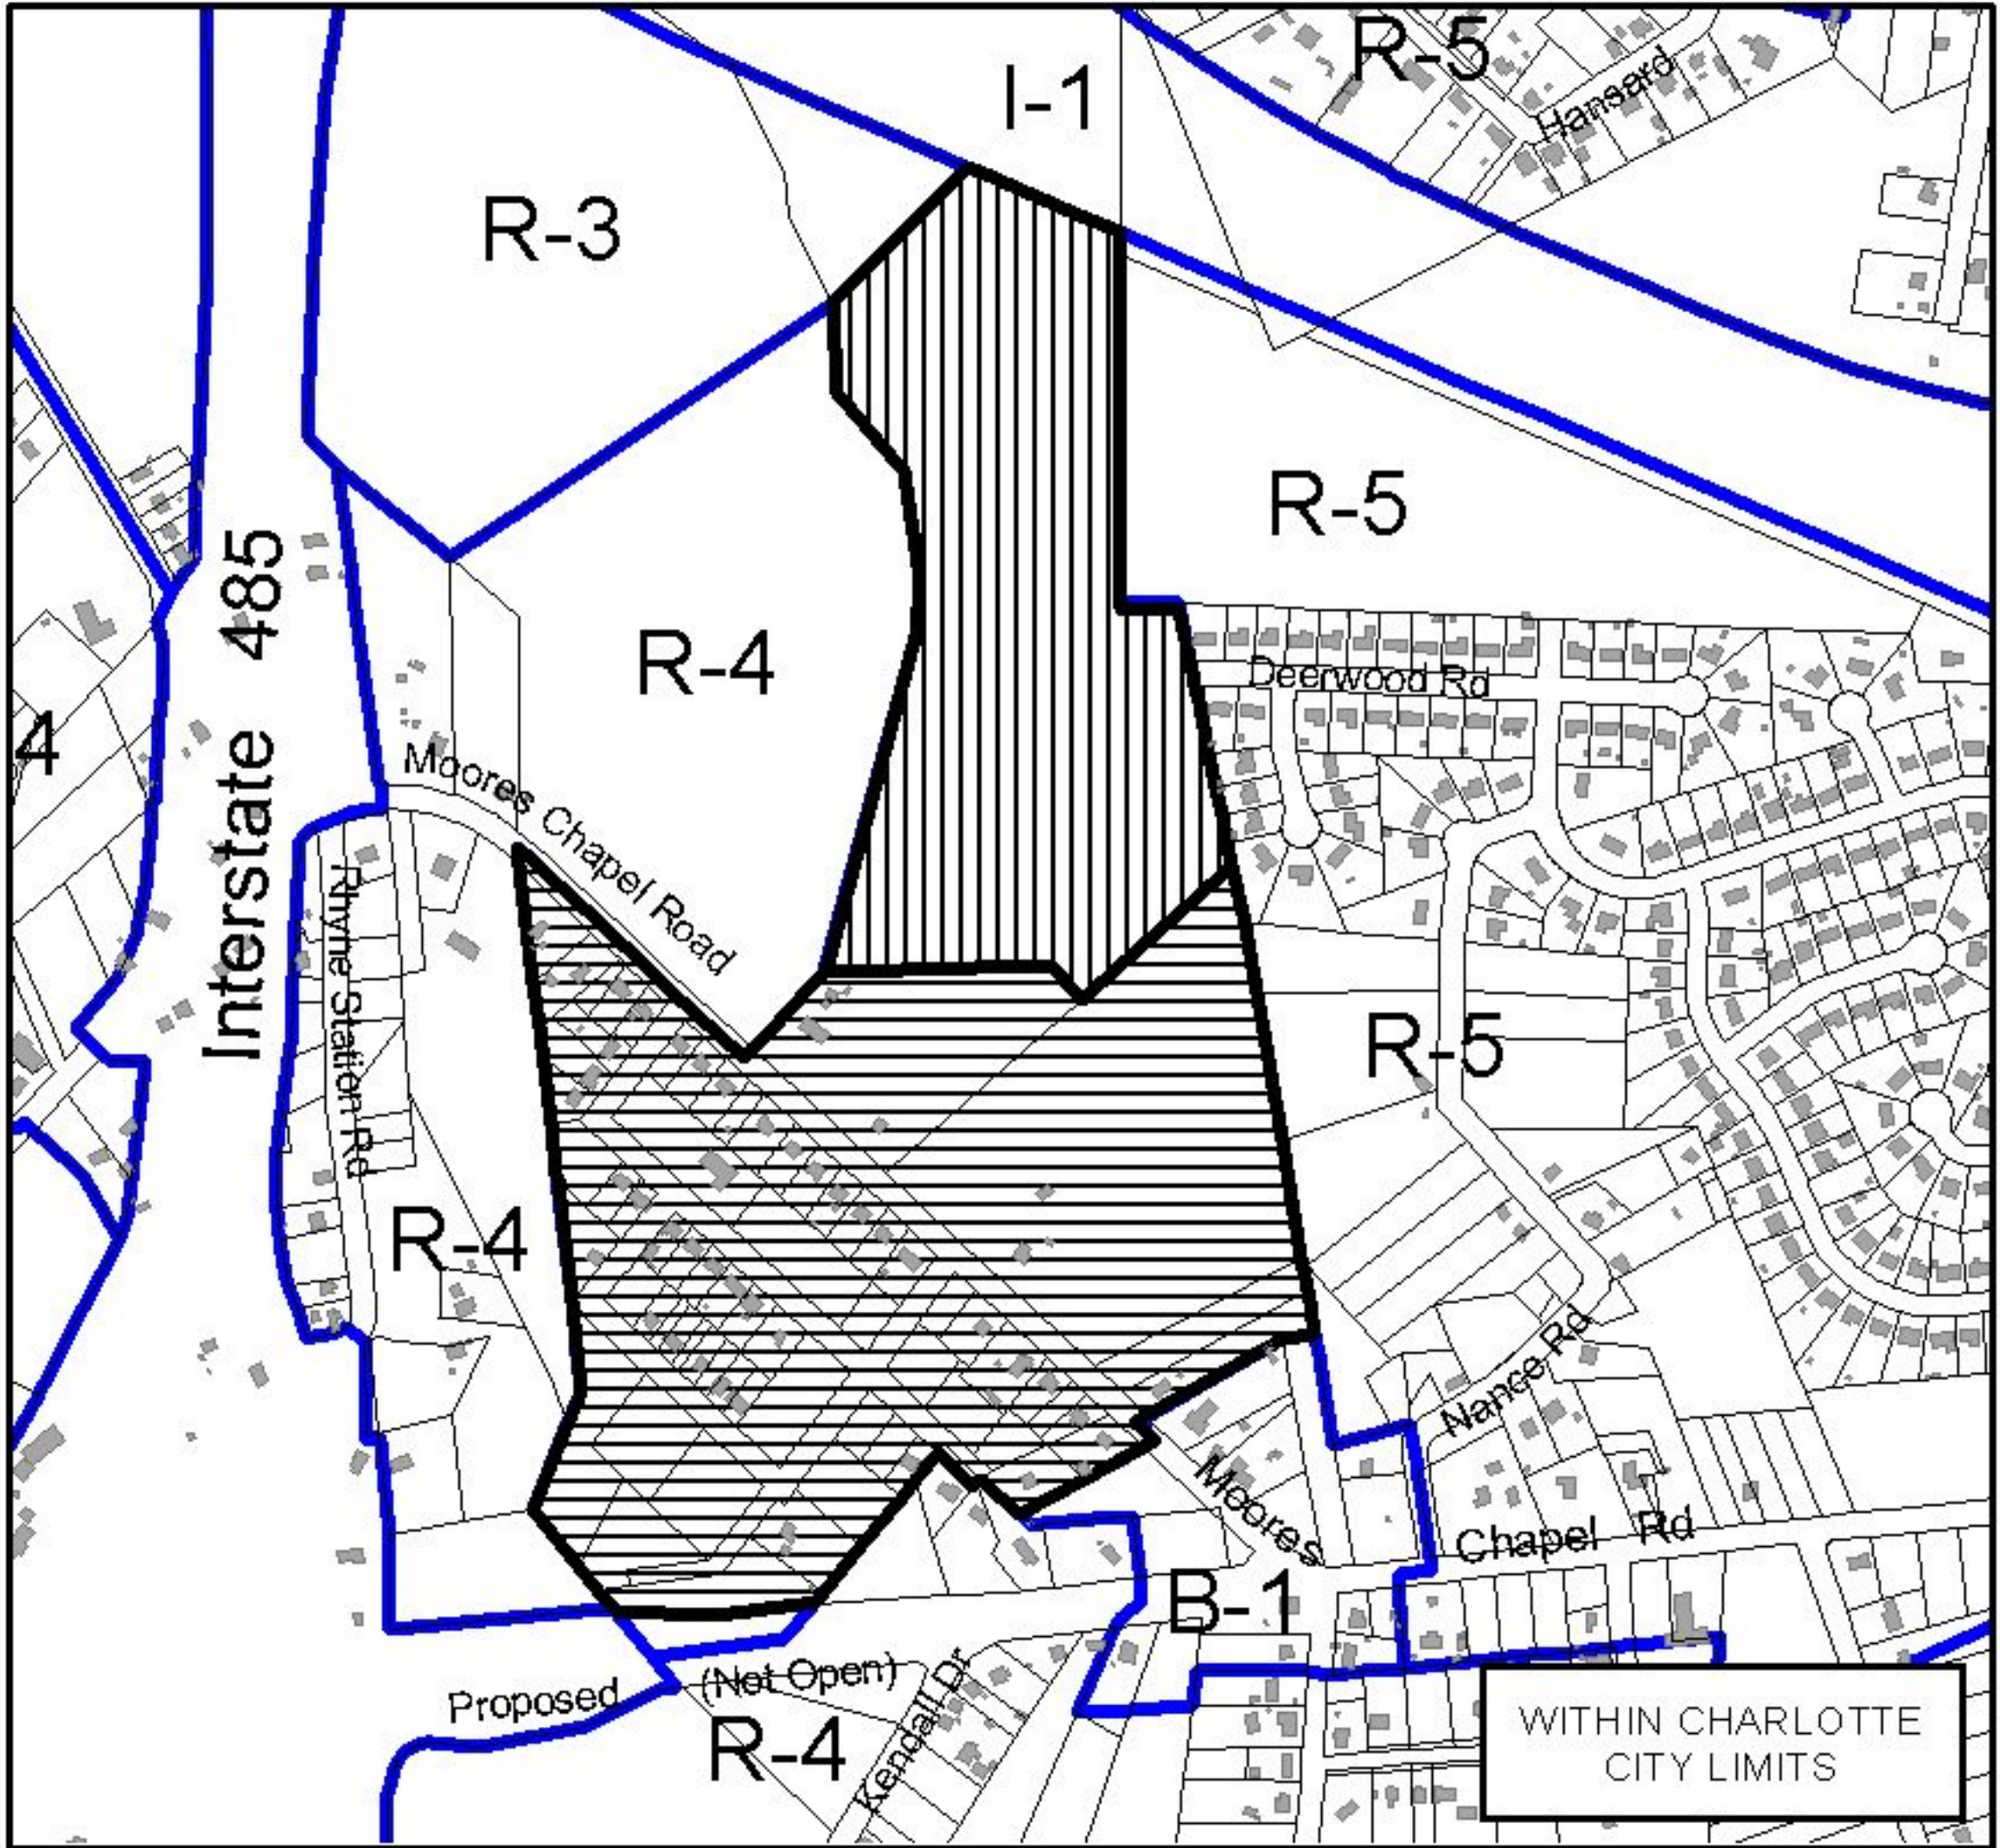 R-5
I-1
Hansard
R-3
R-5
Interstate 485
R-4
Deerwood Rd
4
Moores Chapel Road
Rhyne Station Rd
R-5
R-4
Nance Rd
Moores Chapel Rd
B-1
Proposed (Not Open)
Kendall Dr
R-4
WITHIN CHARLOTTE
CITY LIMITS